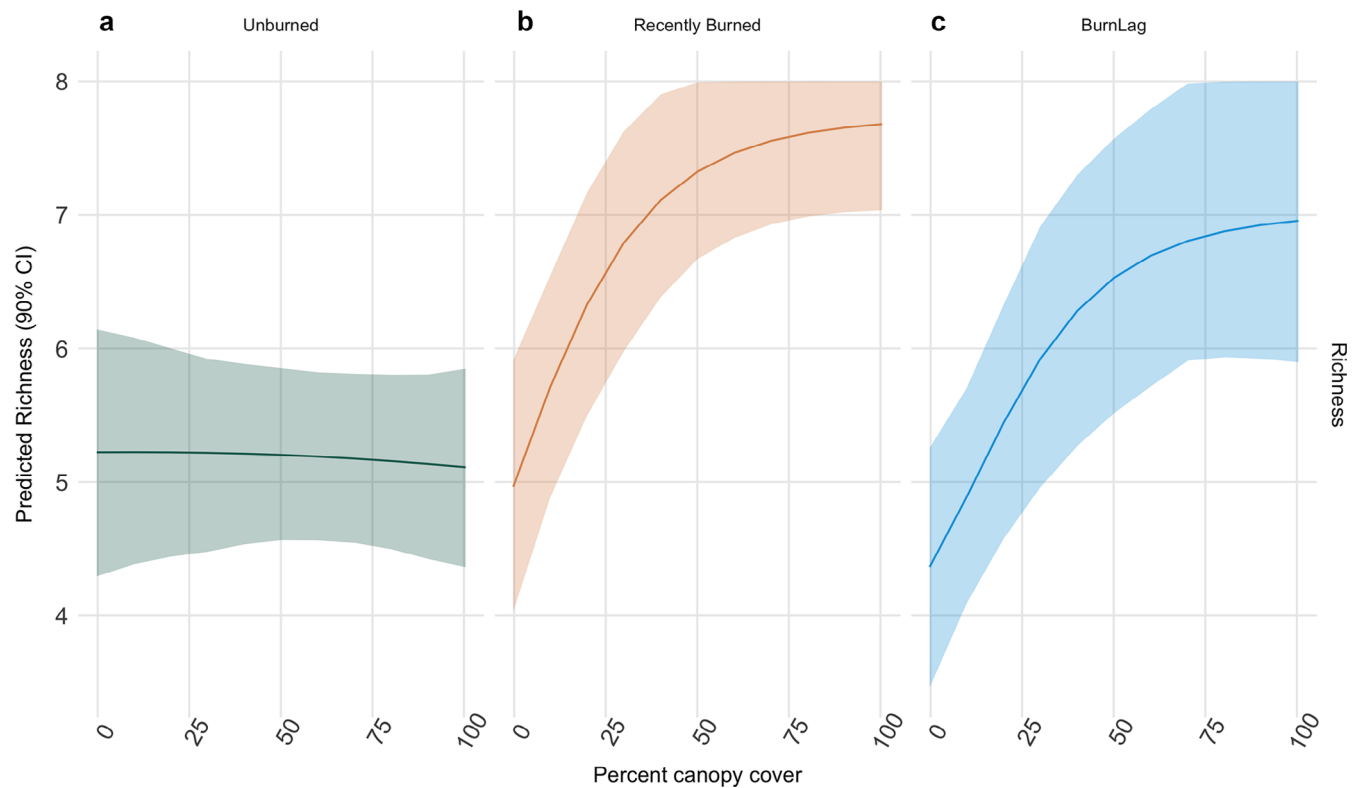 a Unburned b Recently Burned c BurnLag
8
7
6
5
4
Predicted Richness (90% CI)
Richness
0 25 50 75 100 0 25 50 75 100 0 25 50 75 100
Percent canopy cover